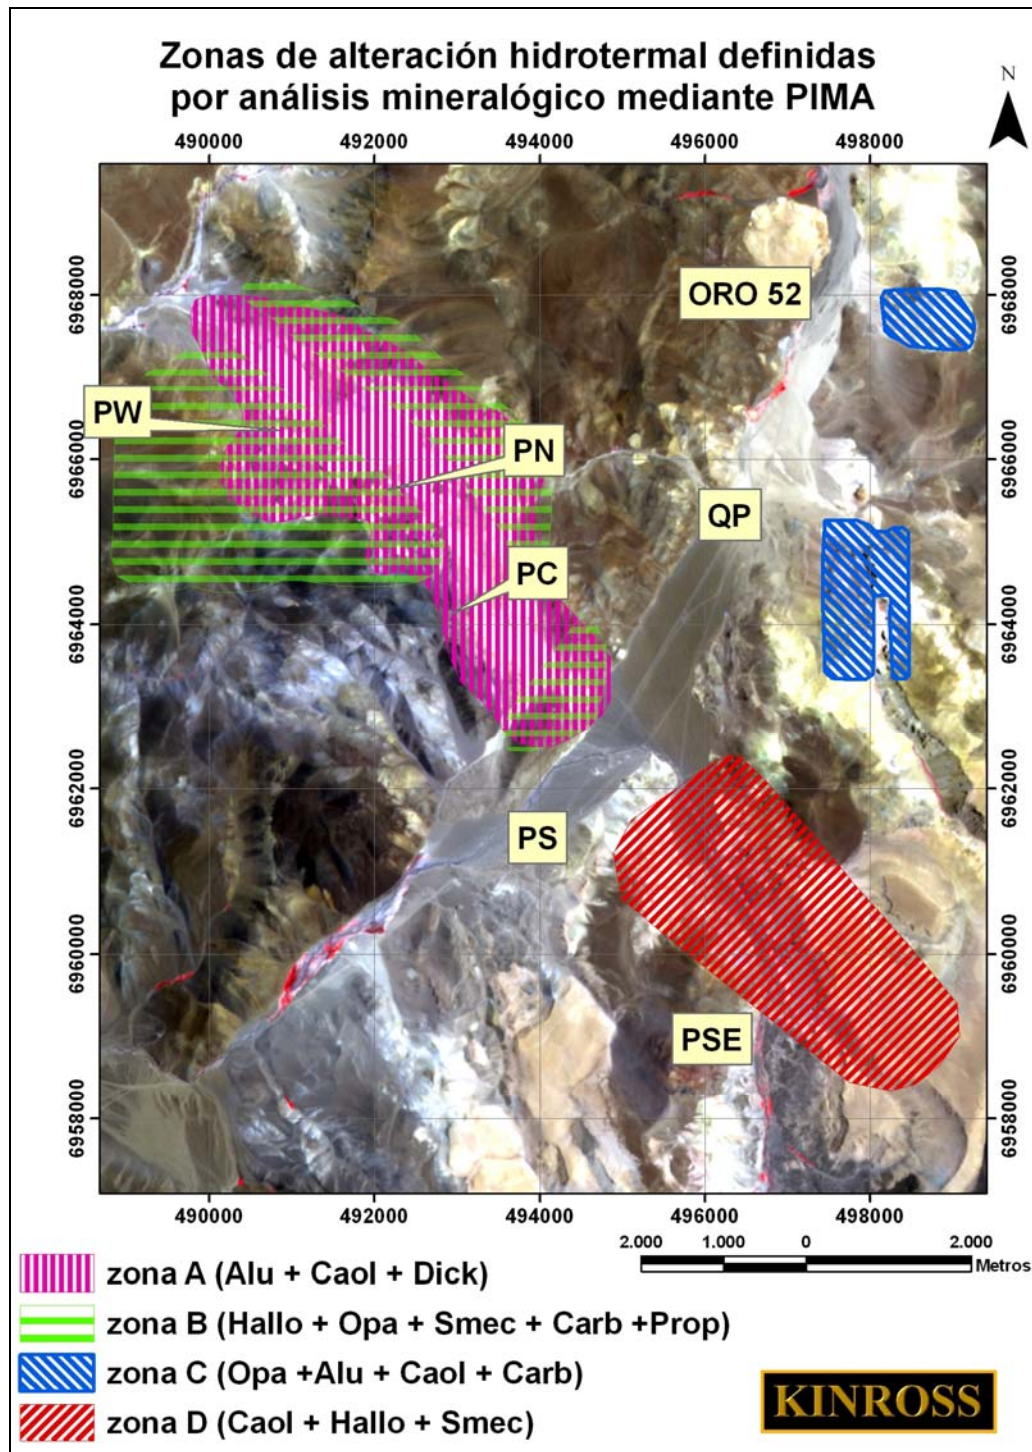 Zonas de alteración hidrotermal definidas
por análisis mineralógico mediante PIMA
N
490000 492000 494000 496000 498000
6968000 6968000
ORO 52
PW
PN
6966000 6966000
QP
PC
6964000 6964000
6962000 6962000
PS
6960000 6960000
PSE
6958000 6958000
490000 492000 494000 496000 498000
2.000 1.000 0 2.000
Metros
zona A (Alu + Caol + Dick)
zona B (Hallo + Opa + Smec + Carb +Prop)
zona C (Opa +Alu + Caol + Carb)
zona D (Caol + Hallo + Smec)
KINROSS